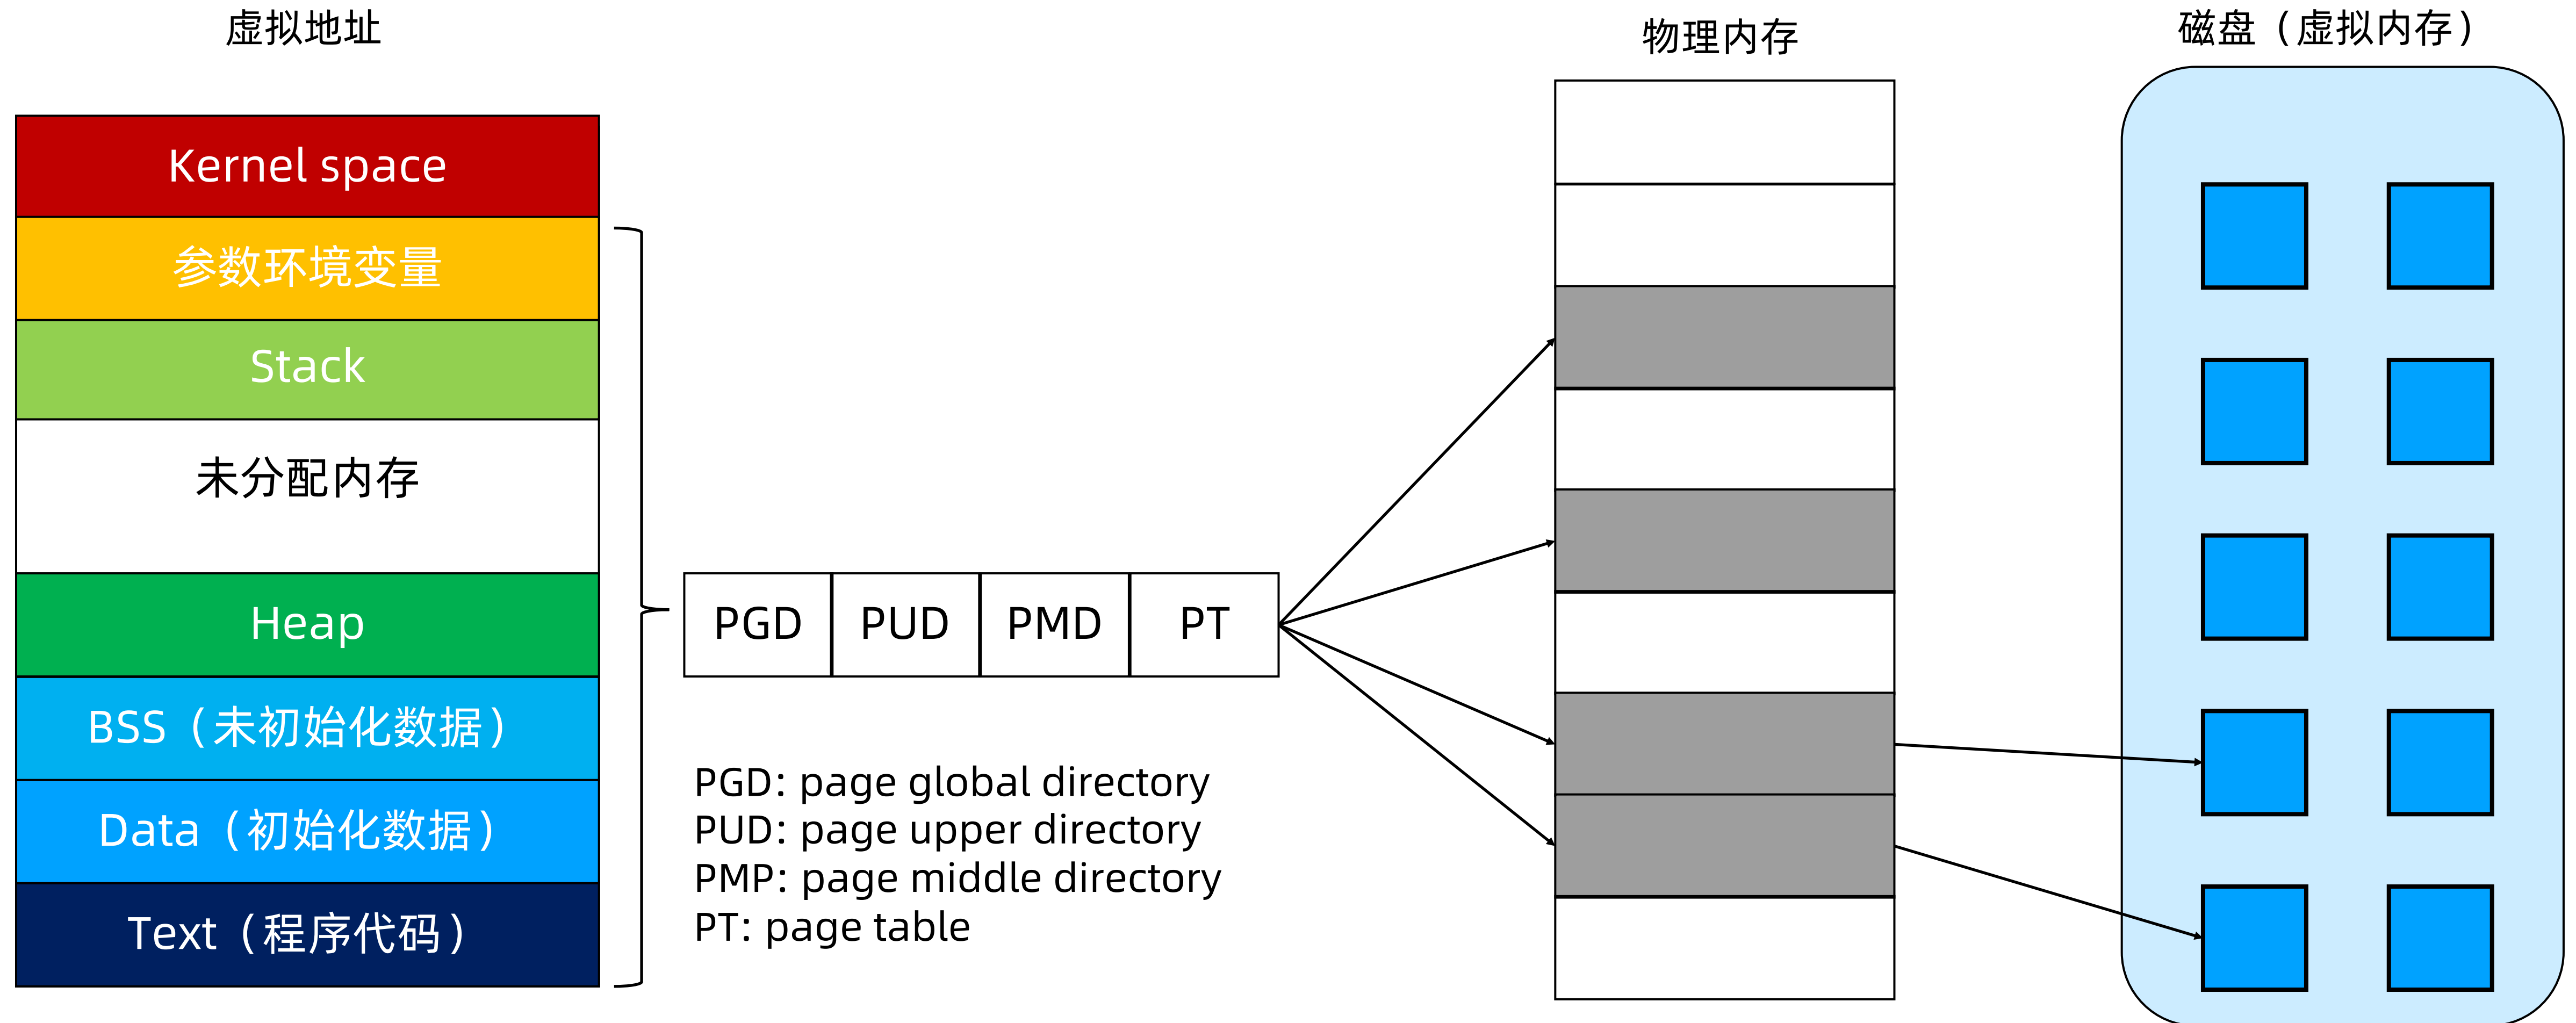 虚拟地址
物理内存
磁盘（虚拟内存）
Kernel space
参数环境变量
Stack
未分配内存
Heap
BSS（未初始化数据）
Data（初始化数据）
Text（程序代码）
PGD
PUD
PMD
PT
PGD: page global directory
PUD: page upper directory
PMP: page middle directory
PT: page table